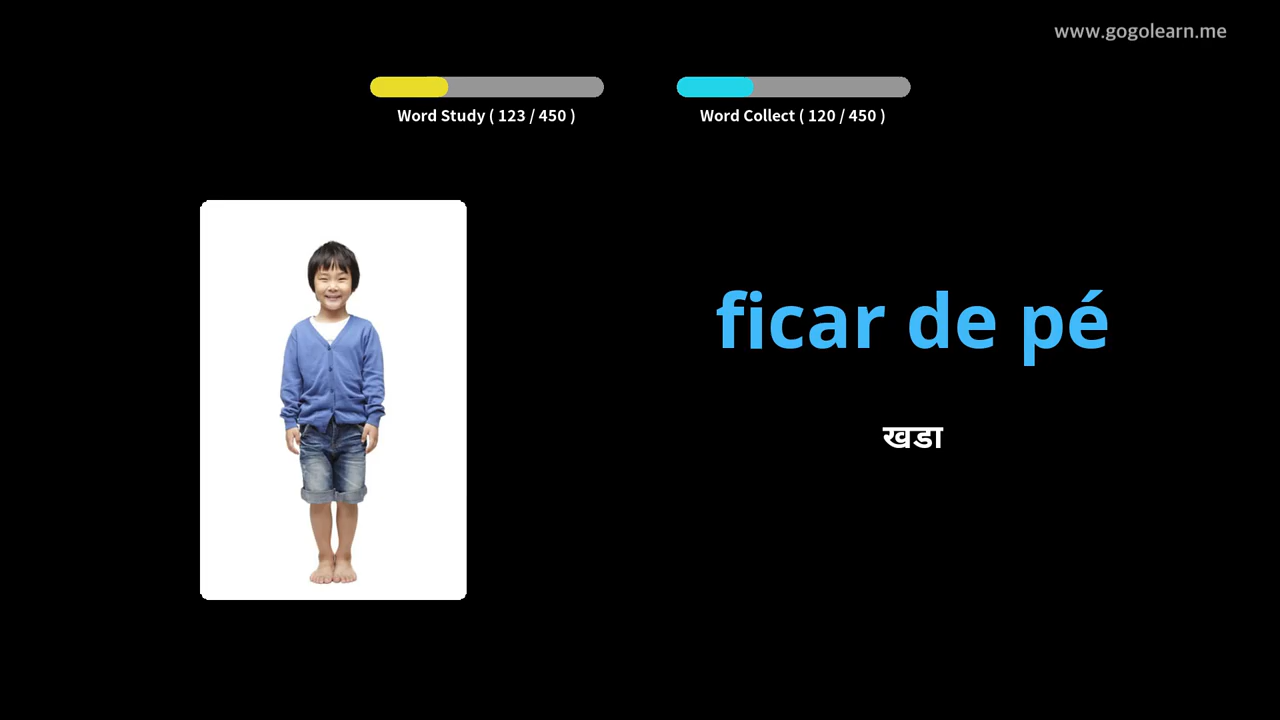 www.gogolearn.me
Word Study ( 123 / 450 )
Word Collect ( 120 / 450 )
ficar de pé
खडा